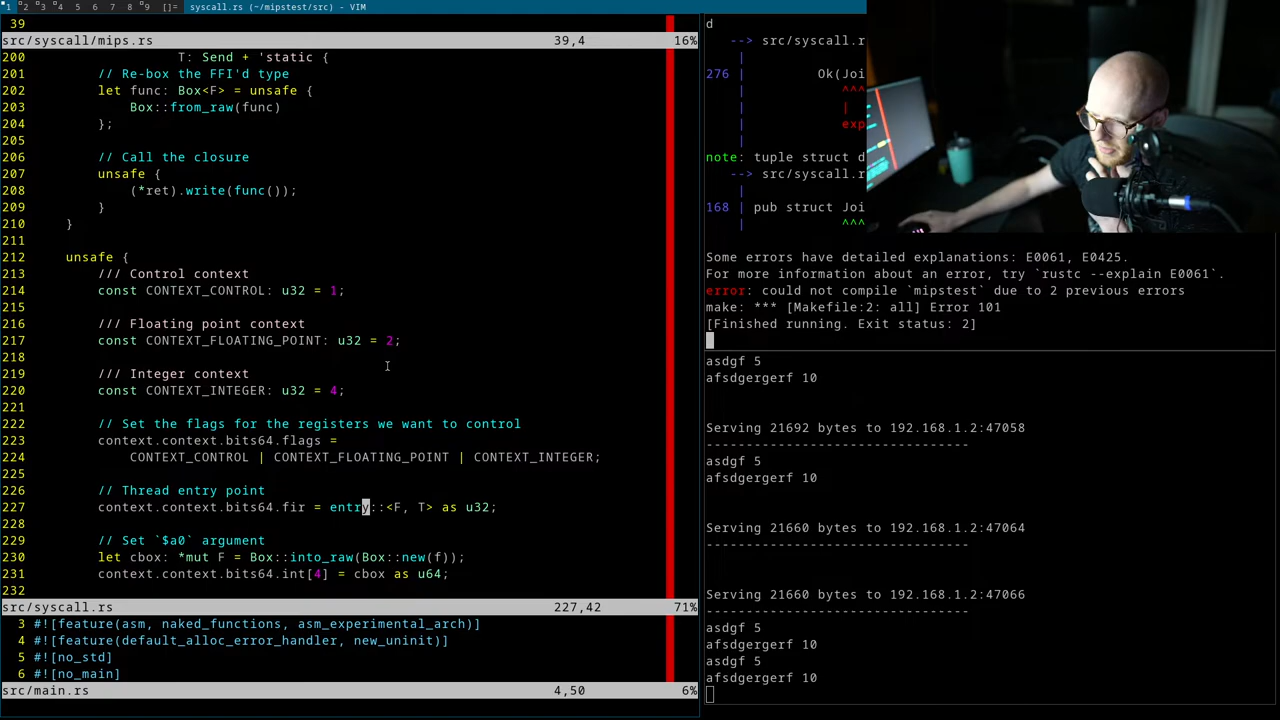 1 2 3 4 5 6 7 8 9 []= syscall.rs (~/mipstest/src) - VIM
39
src/syscall/mips.rs 39,4 16%
200 T: Send + 'static {
201 // Re-box the FFI'd type
202 let func: Box<F> = unsafe {
203 Box::from_raw(func)
204 };
205
206 // Call the closure
207 unsafe {
208 (*ret).write(func());
209 }
210 }
211
212 unsafe {
213 /// Control context
214 const CONTEXT_CONTROL: u32 = 1;
215
216 /// Floating point context
217 const CONTEXT_FLOATING_POINT: u32 = 2;
218
219 /// Integer context
220 const CONTEXT_INTEGER: u32 = 4;
221
222 // Set the flags for the registers we want to control
223 context.context.bits64.flags =
224 CONTEXT_CONTROL | CONTEXT_FLOATING_POINT | CONTEXT_INTEGER;
225
226 // Thread entry point
227 context.context.bits64.fir = entry::<F, T> as u32;
228
229 // Set `$a0` argument
230 let cbox: *mut F = Box::into_raw(Box::new(f));
231 context.context.bits64.int[4] = cbox as u64;
232
src/syscall.rs 227,42 71%
3 #![feature(asm, naked_functions, asm_experimental_arch)]
4 #![feature(default_alloc_error_handler, new_uninit)]
5 #![no_std]
6 #![no_main]
src/main.rs 4,50 6%
d
--> src/syscall.r
|
276 | Ok(Joi
| ^^^
| |
| exp
|
note: tuple struct d
--> src/syscall.r
|
168 | pub struct Joi
| ^^^
Some errors have detailed explanations: E0061, E0425.
For more information about an error, try `rustc --explain E0061`.
error: could not compile `mipstest` due to 2 previous errors
make: *** [Makefile:2: all] Error 101
[Finished running. Exit status: 2]
asdgf 5
afsdgergerf 10
Serving 21692 bytes to 192.168.1.2:47058
---------------------------------
asdgf 5
afsdgergerf 10
Serving 21660 bytes to 192.168.1.2:47064
---------------------------------
Serving 21660 bytes to 192.168.1.2:47066
---------------------------------
asdgf 5
afsdgergerf 10
asdgf 5
afsdgergerf 10